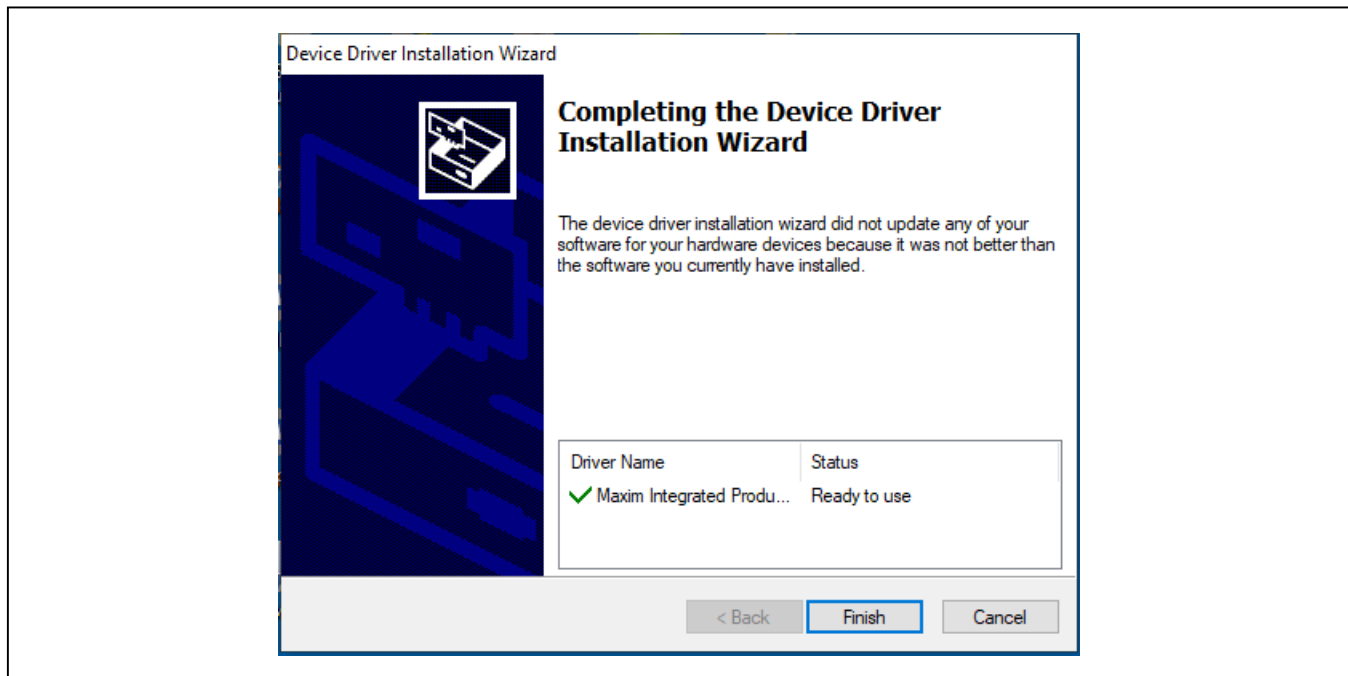 Device Driver Installation Wizard
Completing the Device Driver
Installation Wizard
The device driver installation wizard did not update any of your
software for your hardware devices because it was not better than
the software you currently have installed.
Driver Name Status
Maxim Integrated Produ... Ready to use
< Back Finish Cancel